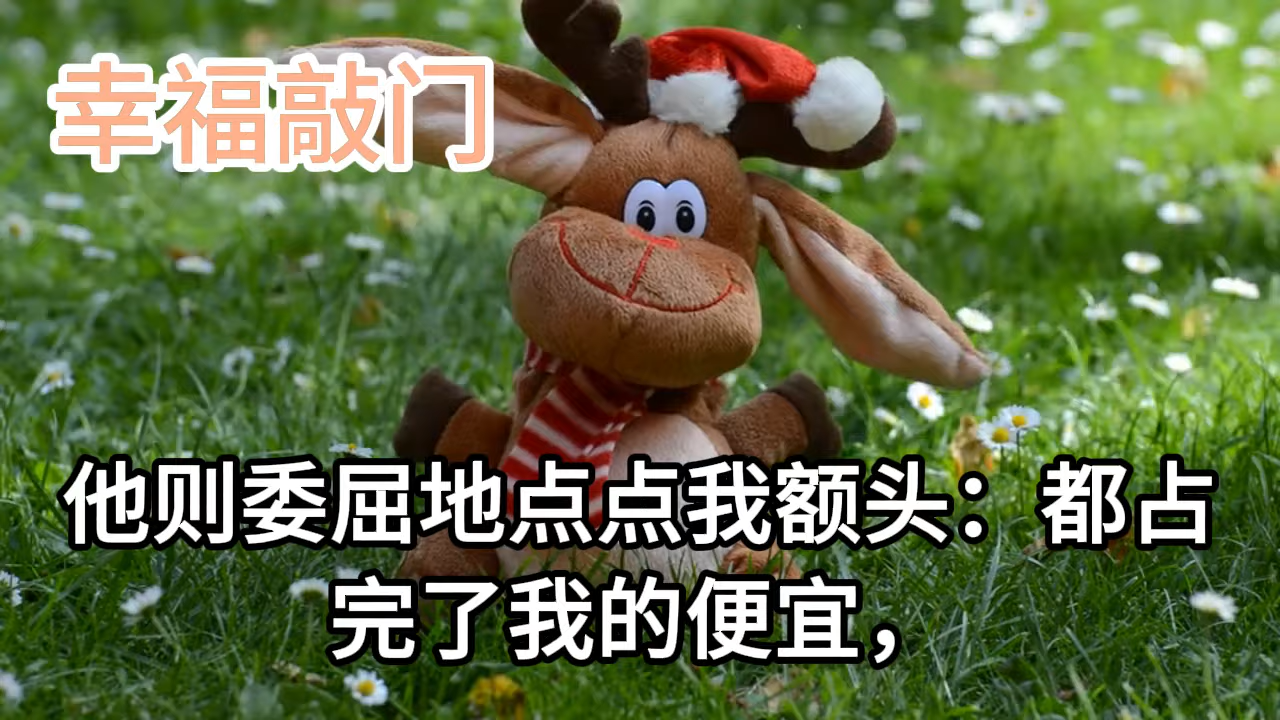 幸福敲门
他则委屈地点点我额头：都占
完了我的便宜，